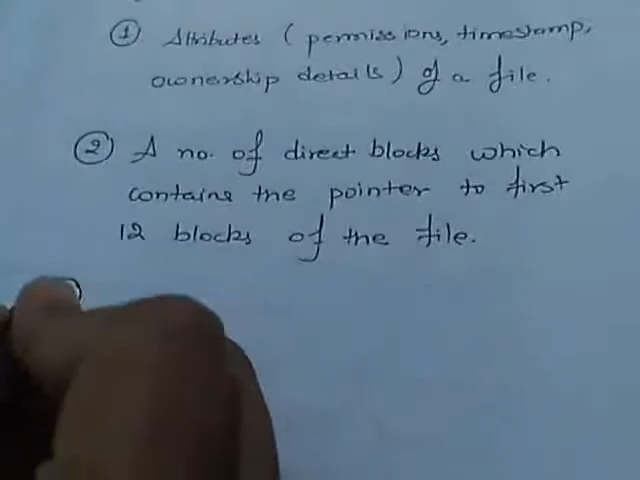 ① Attributes ( permissions, timestamp,
ownership details ) of a file.
② A no. of direct blocks which
contains the pointer to first
12 blocks of the file.